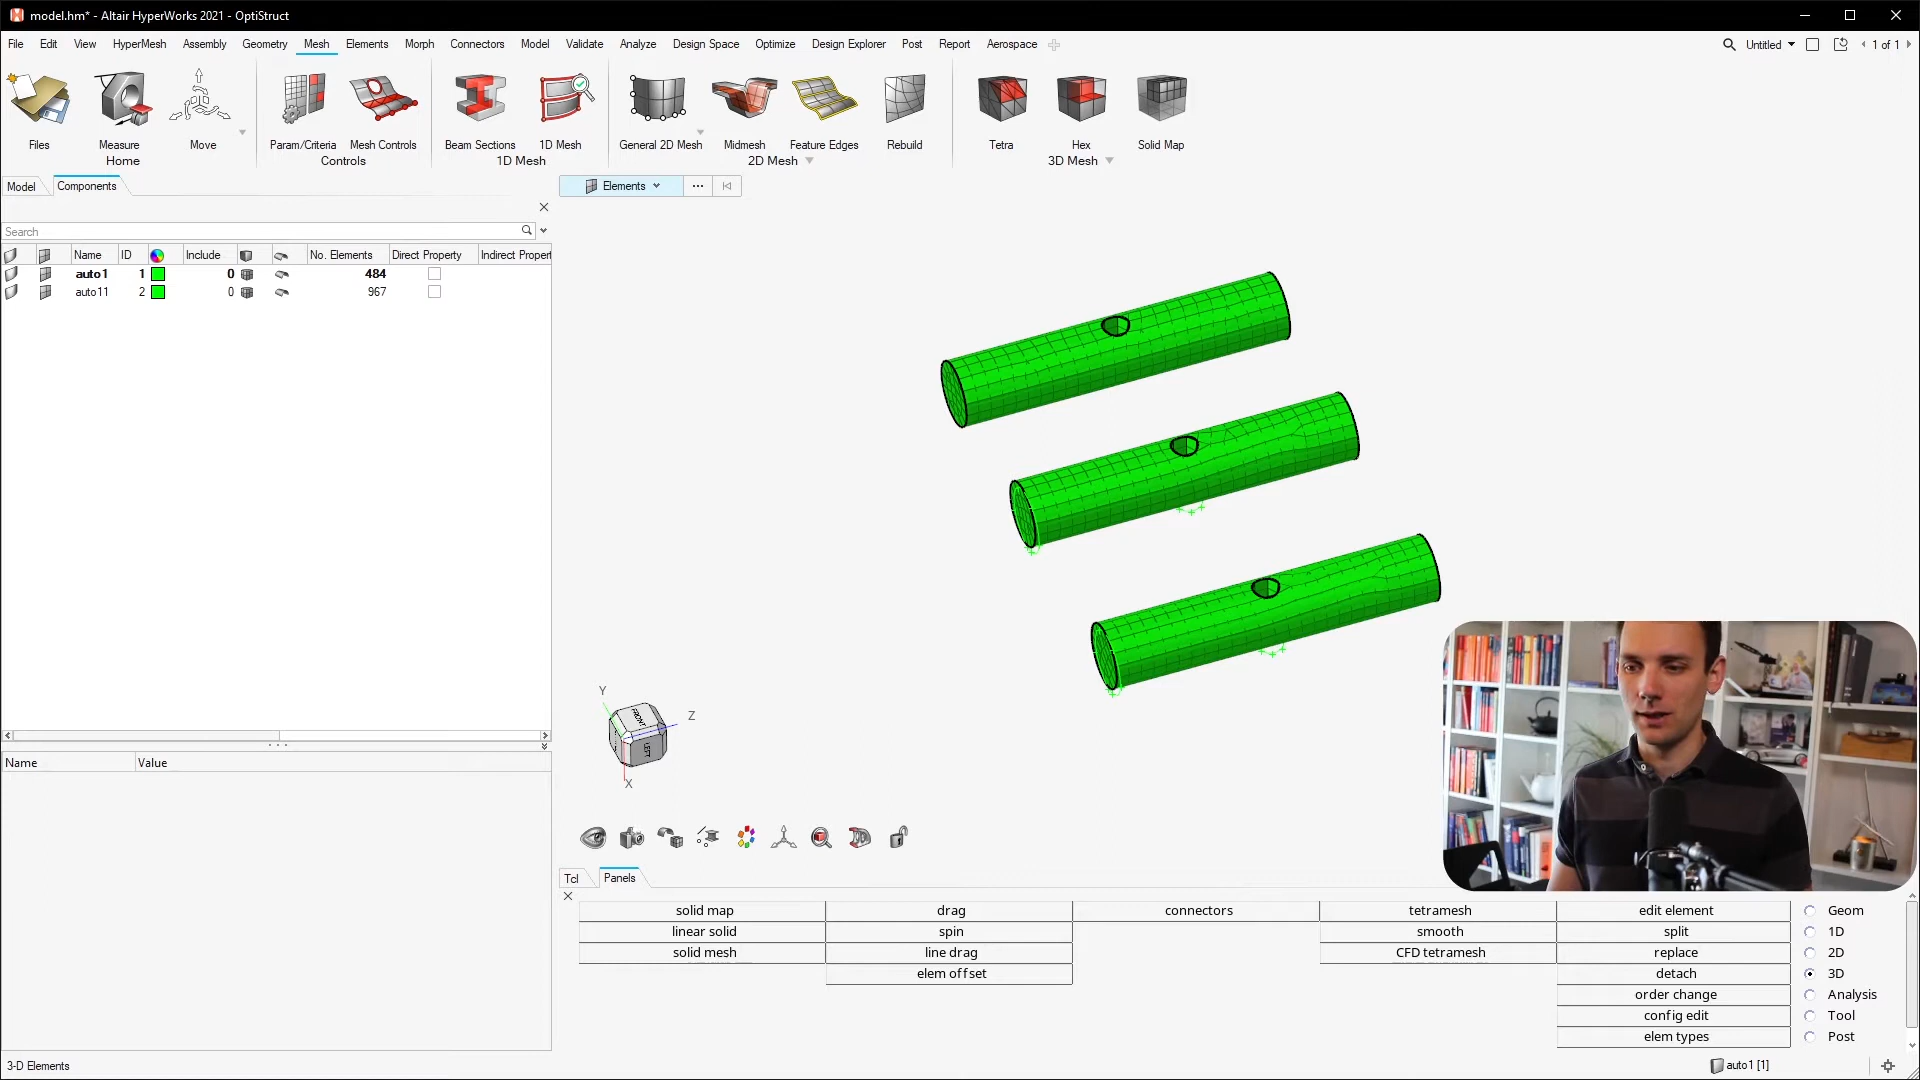 model.hm* - Altair HyperWorks 2021 - OptiStruct
File Edit View HyperMesh Assembly Geometry Mesh Elements Morph Connectors Model Validate Analyze Design Space Optimize Design Explorer Post Report Aerospace Untitled 1 of 1
Files Measure Move Param/Criteria Mesh Controls Beam Sections 1D Mesh General 2D Mesh Midmesh Feature Edges Rebuild Tetra Hex Solid Map
Home Controls 1D Mesh 2D Mesh 3D Mesh
Model Components
Elements
Search
Name ID Include No. Elements Direct Property Indirect Propert
auto1 1 0 484
auto11 2 0 967
Y
Z
FRONT
LEFT
X
Name Value
Tcl Panels
solid map drag connectors tetramesh edit element Geom
linear solid spin smooth split 1D
solid mesh line drag CFD tetramesh replace 2D
elem offset detach 3D
order change Analysis
config edit Tool
elem types Post
3-D Elements auto1 [1]